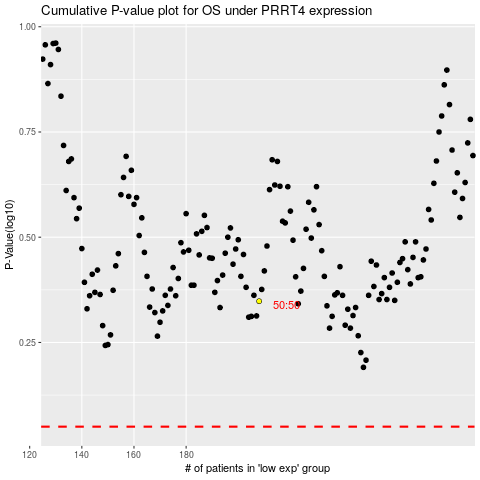 Cumulative P-value plot for OS under PRRT4 expression
1.00
0.75
0.50
0.25
P-Value(log10)
50:50
120 140 160 180
# of patients in 'low exp' group